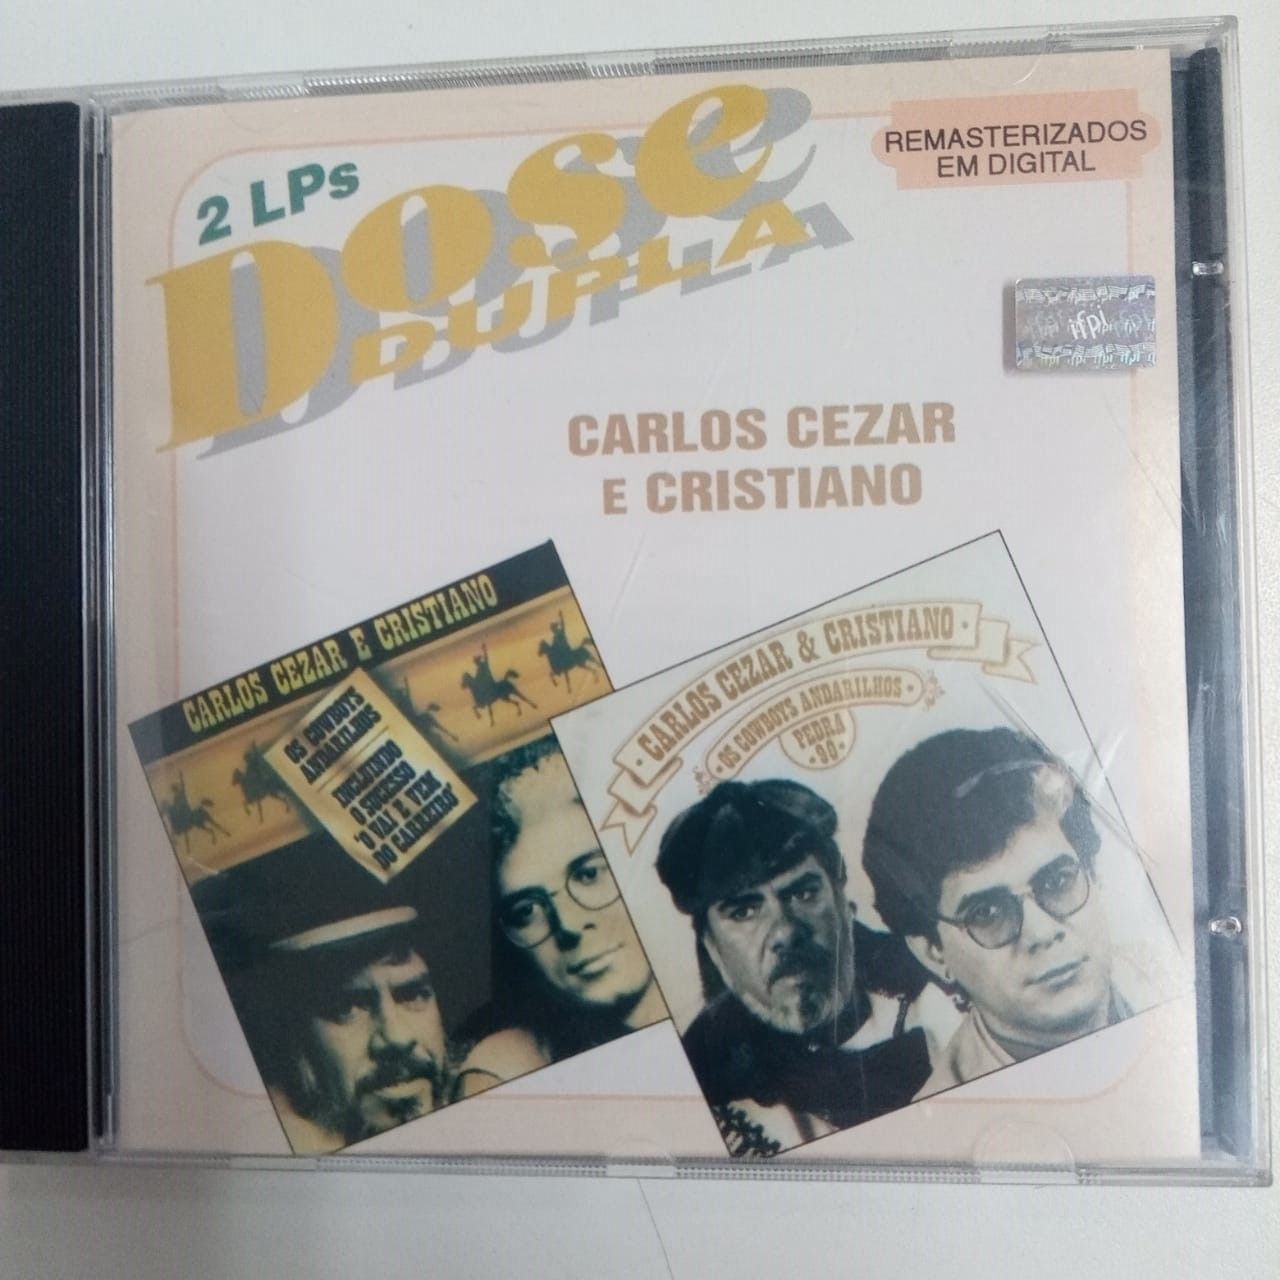 2 LPs
Dose
DUPLA
REMASTERIZADOS
EM DIGITAL
ifpi
CARLOS CEZAR
E CRISTIANO
CARLOS CEZAR E CRISTIANO
OS COWBOYS
ANDARILHOS
INCLUINDO
O SUCESSO
'O VAI E VEM
DO CARREIRO'
CARLOS CEZAR & CRISTIANO
• OS COWBOYS ANDARILHOS •
PEDRA
• 90 •